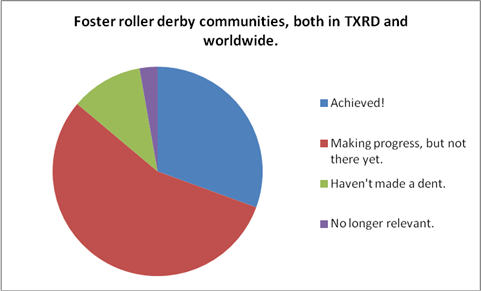 Foster roller derby communities, both in TXRD and
worldwide.
Achieved!
Making progress, but not
there yet.
Haven't made a dent.
No longer relevant.